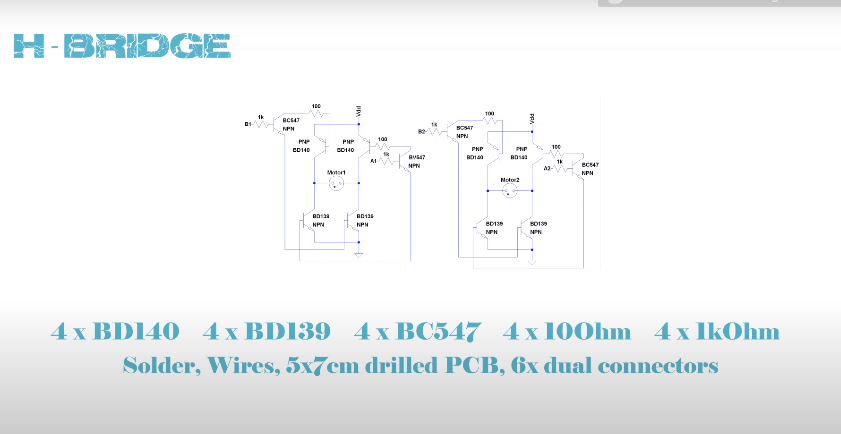 H-BRIDGE
100
Vdd
1k
B1
BC547
NPN
PNP
BD140
PNP
BD140
100
1k
A1
BV547
NPN
Motor1
BD139
NPN
BD139
NPN
100
Vdd
1k
B2
BC547
NPN
PNP
BD140
PNP
BD140
100
1k
A2
BC547
NPN
Motor2
BD139
NPN
BD139
NPN
4 x BD140 4 x BD139 4 x BC547 4 x 100hm 4 x 1kOhm
Solder, Wires, 5x7cm drilled PCB, 6x dual connectors